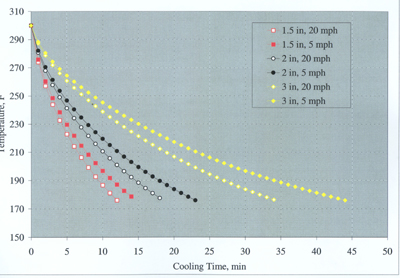 310
290
270
250
230
210
190
170
150
Temperature, F
1.5 in, 20 mph
1.5 in, 5 mph
2 in, 20 mph
2 in, 5 mph
3 in, 20 mph
3 in, 5 mph
0 5 10 15 20 25 30 35 40 45 50
Cooling Time, min